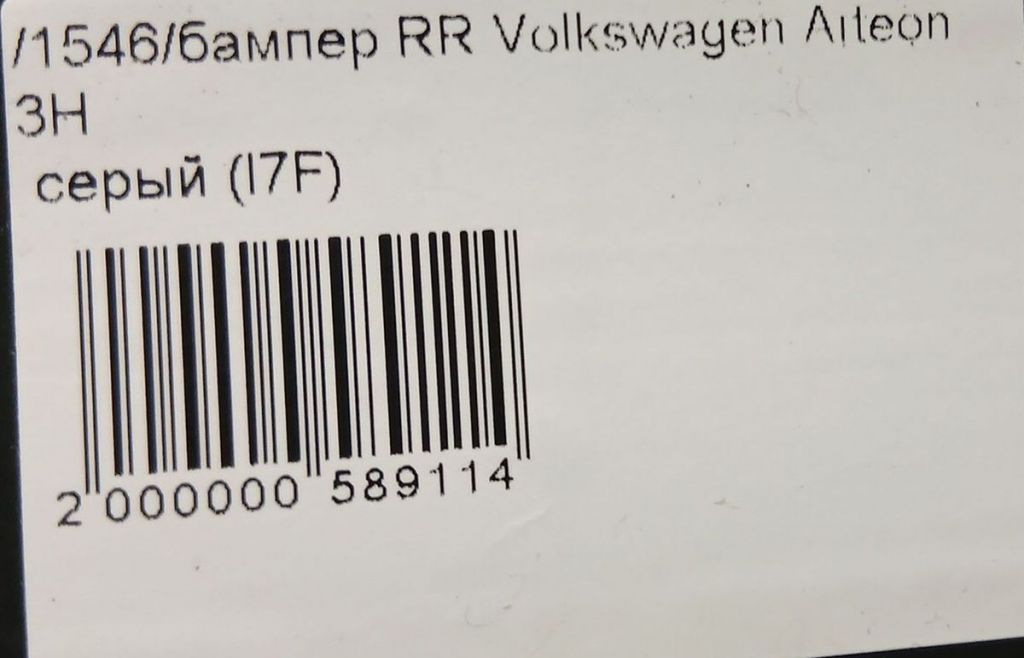 /1546/бампер RR Volkswagen Arteon
3H
серый (I7F)
2 000000 589114